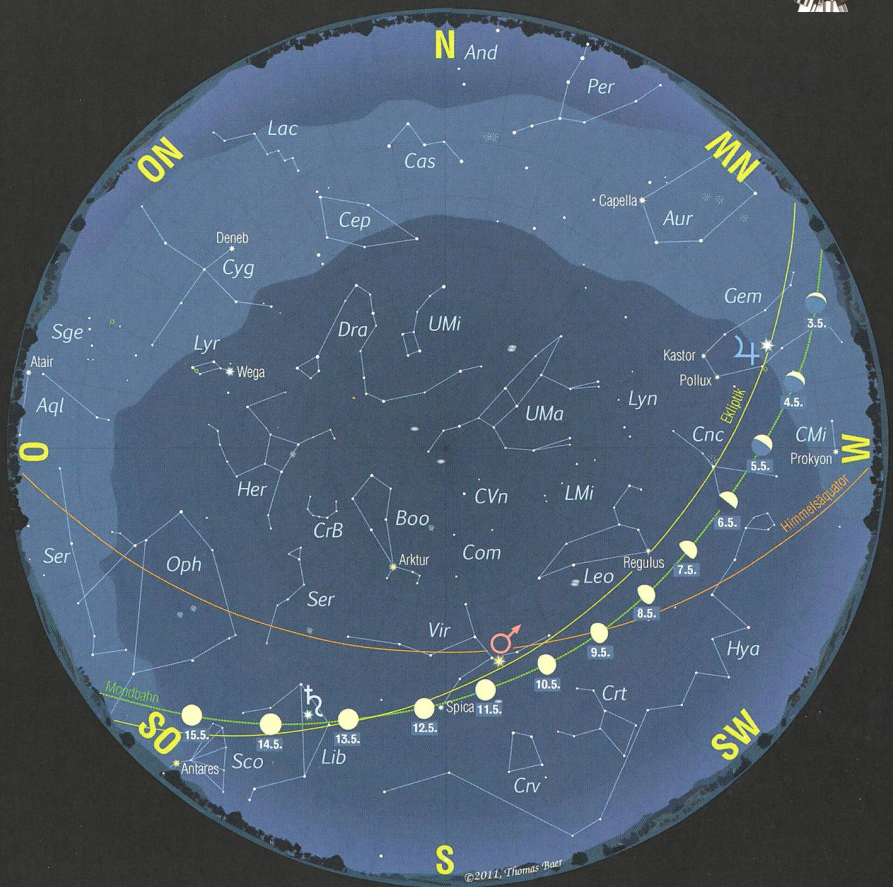 N
And
Per
Lac
Cas
NO
NW
Capella
Aur
Cep
Deneb
Cyg
Gem
Sge
Dra
UMi
3.5.
Lyr
Kastor
Atair
Wega
Pollux
4.5.
Ekliptik
Aql
UMa
Lyn
Cnc
CMi
O
W
Prokyon
5.5.
Her
CVn
LMi
Himmelsäquator
6.5.
CrB
Boo
Ser
Oph
Arktur
Com
Regulus
7.5.
Leo
Ser
8.5.
Vir
♂
9.5.
Hya
10.5.
Mondbahn
♄
Crt
Spica
11.5.
SO
15.5.
14.5.
13.5.
12.5.
SW
Antares
Sco
Lib
Crv
S
©2011, Thomas Baer
♃